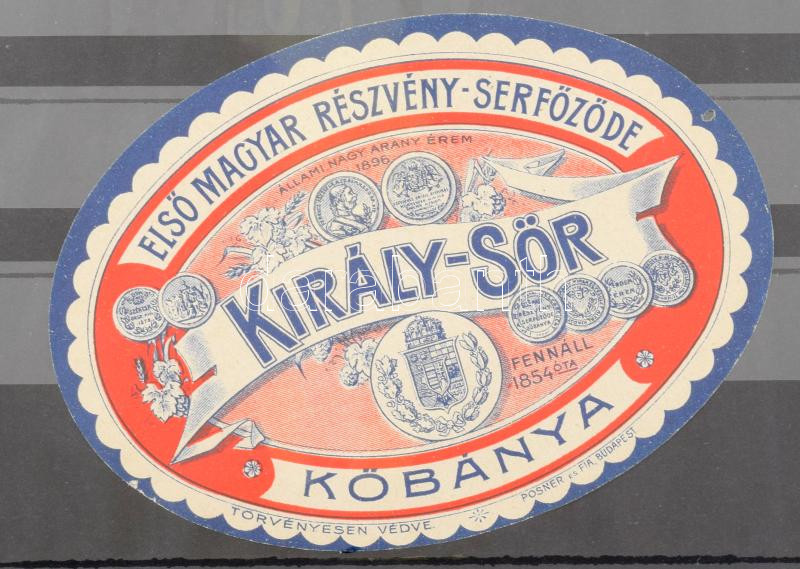 ELSŐ MAGYAR RÉSZVÉNY-SERFŐZŐDE
ÁLLAMI NAGY ARANY ÉREM
1896
KIRÁLY-SÖR
FENNÁLL
1854 ÓTA
KŐBÁNYA
TÖRVÉNYESEN VÉDVE
POSNER ÉS FIA, BUDAPEST